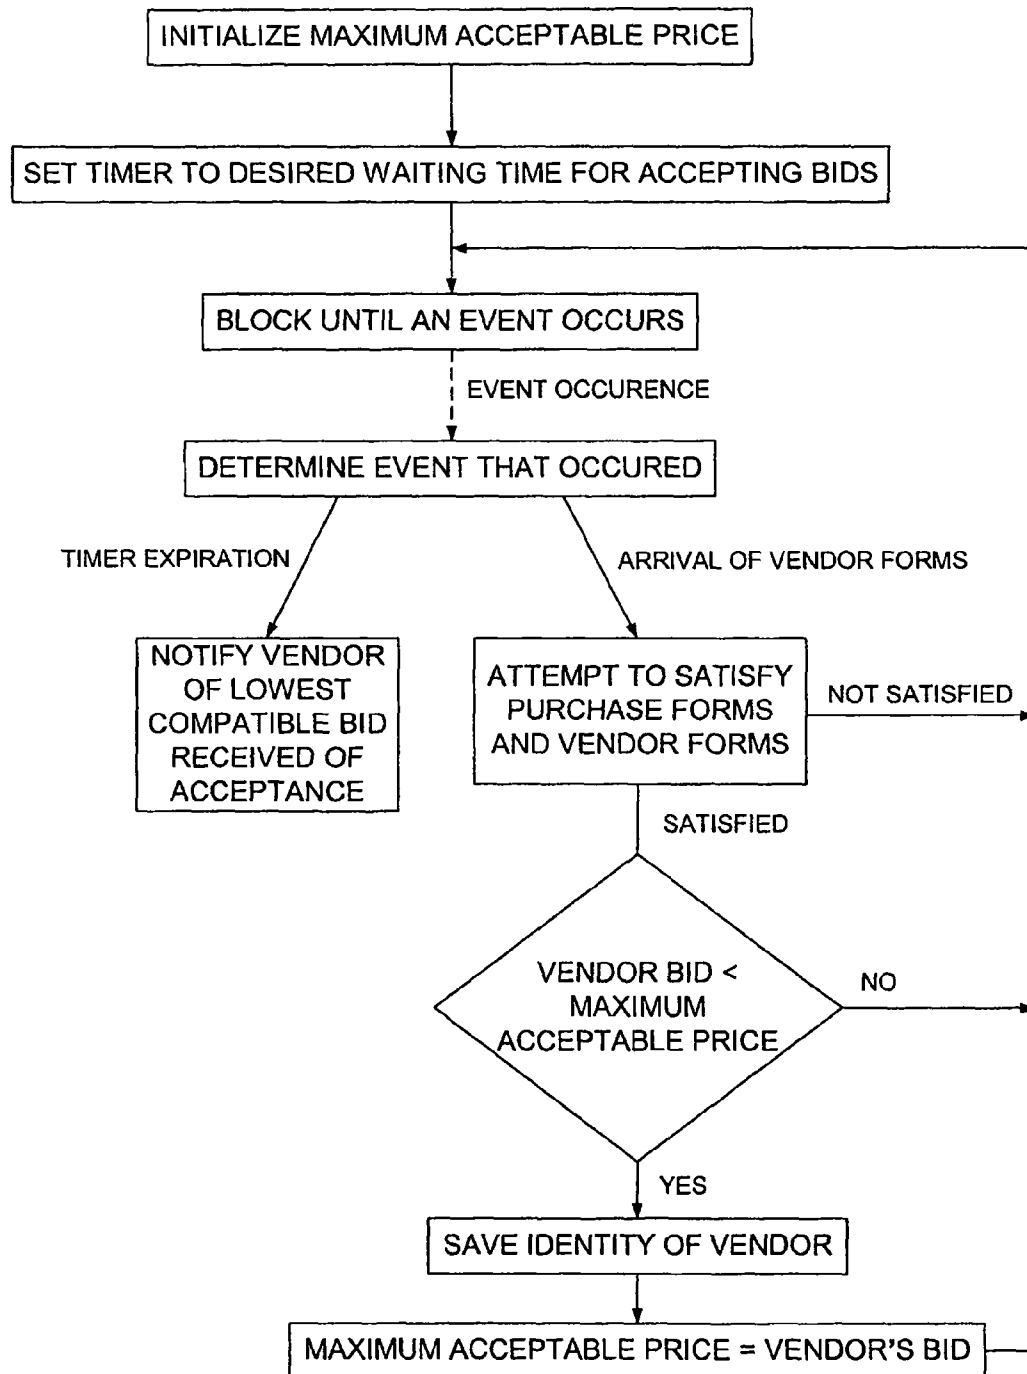 INITIALIZE MAXIMUM ACCEPTABLE PRICE
SET TIMER TO DESIRED WAITING TIME FOR ACCEPTING BIDS
BLOCK UNTIL AN EVENT OCCURS
EVENT OCCURENCE
DETERMINE EVENT THAT OCCURED
TIMER EXPIRATION
ARRIVAL OF VENDOR FORMS
NOTIFY VENDOR
OF LOWEST
COMPATIBLE BID
RECEIVED OF
ACCEPTANCE
ATTEMPT TO SATISFY
PURCHASE FORMS
AND VENDOR FORMS
NOT SATISFIED
SATISFIED
VENDOR BID <
MAXIMUM
ACCEPTABLE PRICE
NO
YES
SAVE IDENTITY OF VENDOR
MAXIMUM ACCEPTABLE PRICE = VENDOR'S BID